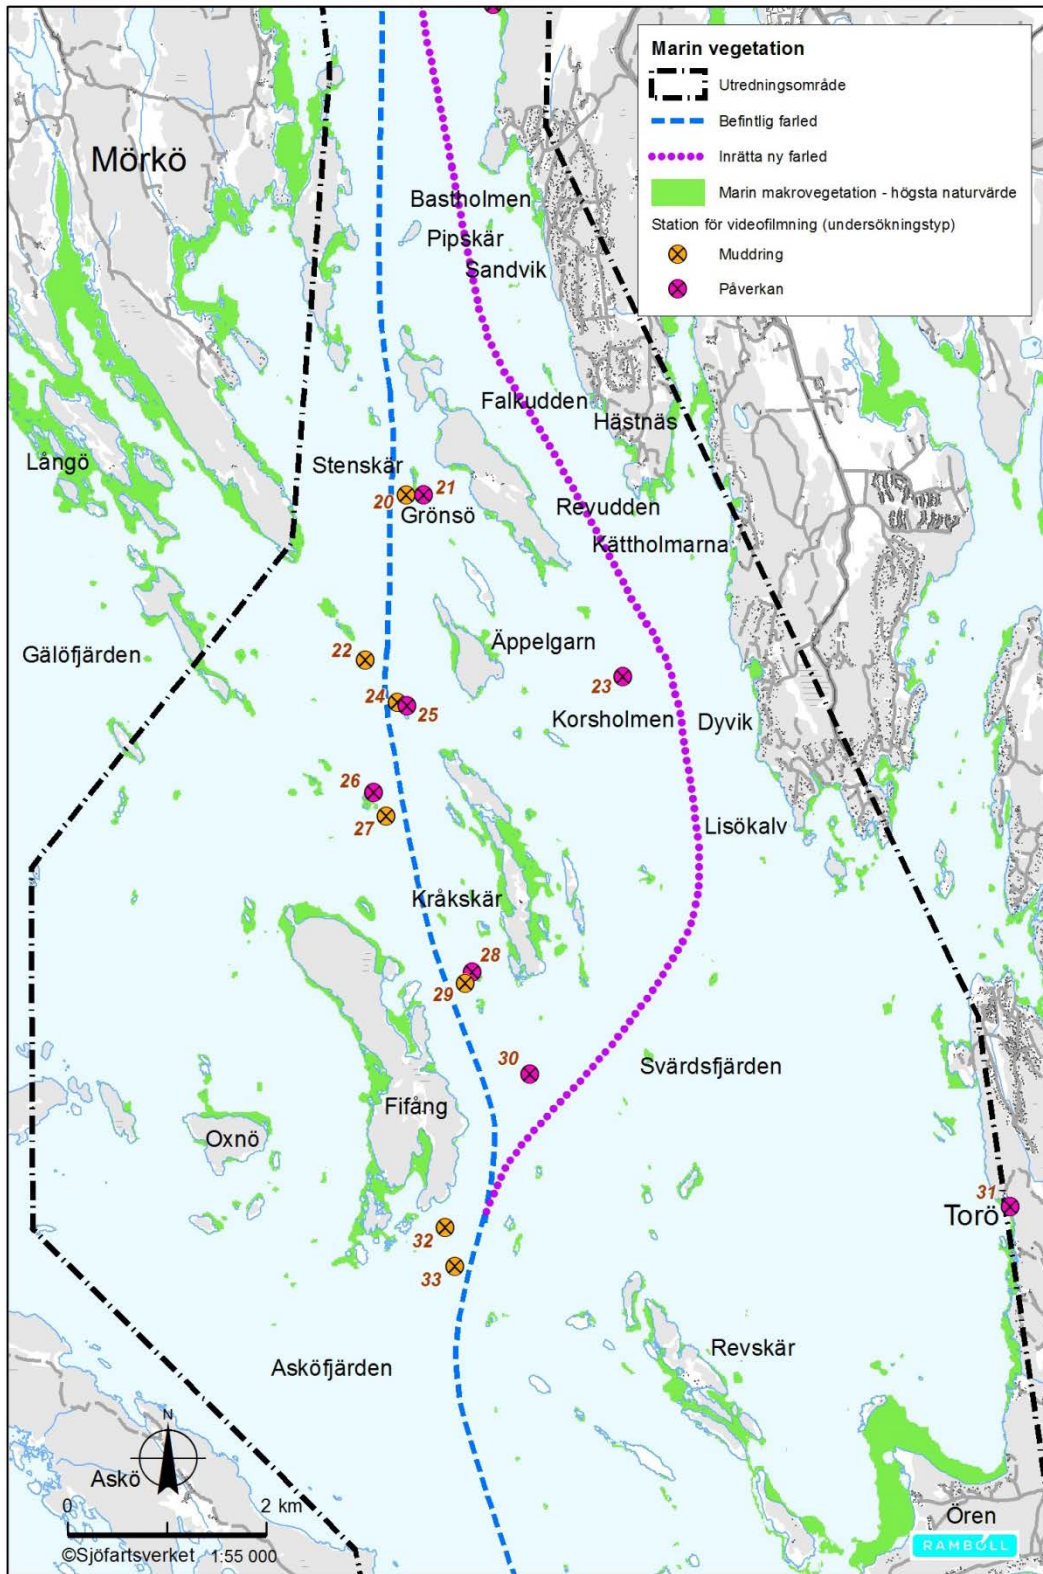 Marin vegetation
Utredningsområde
Befintlig farled
Inrätta ny farled
Marin makrovegetation - högsta naturvärde
Station för videofilmning (undersökningstyp)
Muddring
Påverkan
Mörkö
Bastholmen
Pipskär
Sandvik
Falkudden
Hästnäs
Långö
Stenskär
20
21
Grönsö
Revudden
Kättholmarna
Gälöfjärden
22
Äppelgarn
23
24
25
Korsholmen
Dyvik
26
27
Lisökalv
Kråkskär
28
29
30
Svärdsfjärden
Fifång
Oxnö
31
Torö
32
33
Revskär
Asköfjärden
N
Askö
0 2 km
©Sjöfartsverket 1:55 000
Ören
RAMBÖLL